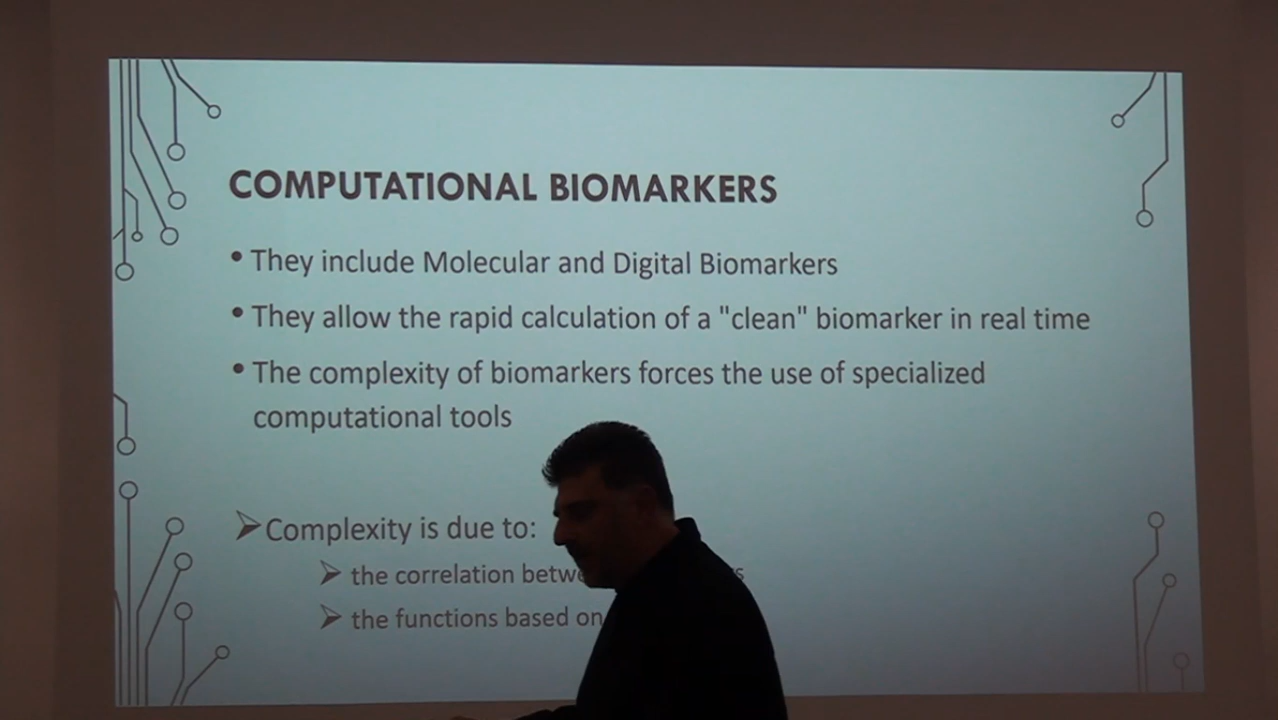 COMPUTATIONAL BIOMARKERS
• They include Molecular and Digital Biomarkers
• They allow the rapid calculation of a "clean" biomarker in real time
• The complexity of biomarkers forces the use of specialized
computational tools
Complexity is due to:
the correlation
the functions based on